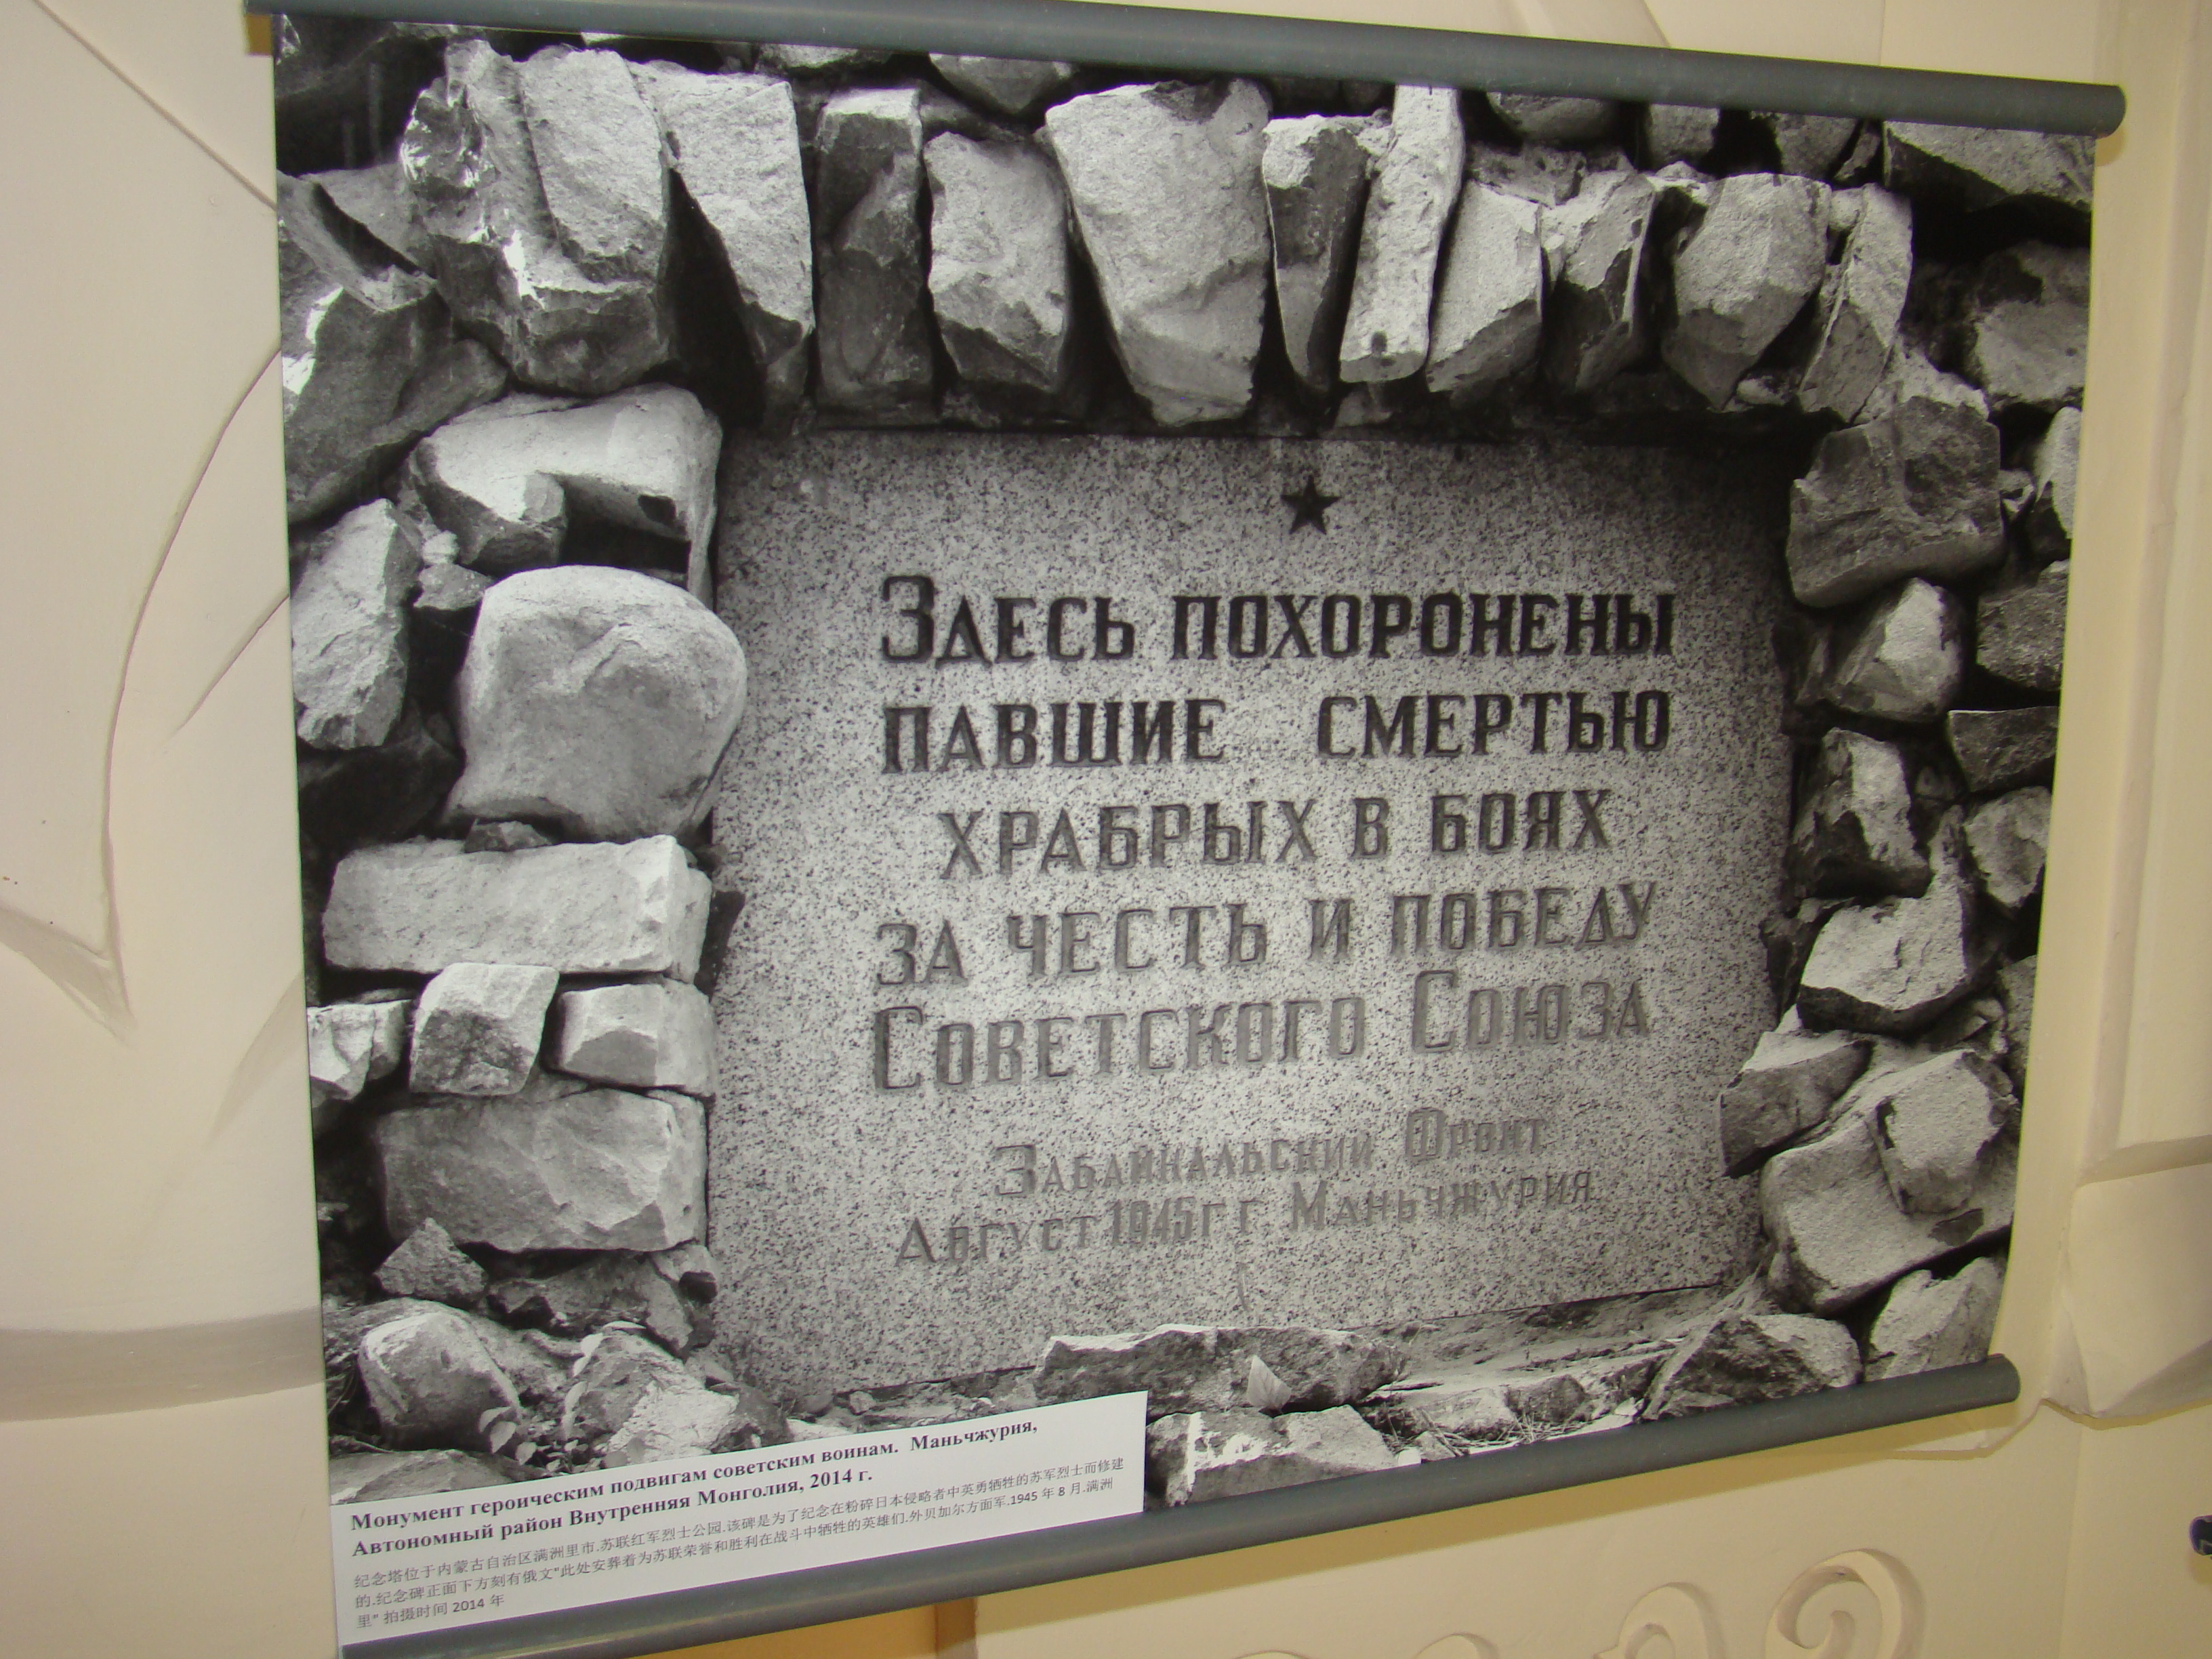 Здесь похоронены
павшие смертью
храбрых в боях
за честь и победу
Советского Союза
Забайкальский Фронт
Август 1945 г г. Маньчжурия
Монумент героическим подвигам советским воинам. Маньчжурия,
Автономный район Внутренняя Монголия, 2014 г.
纪念塔位于内蒙古自治区满洲里市.苏联红军烈士公园.该碑是为了纪念在粉碎日本侵略者中英勇牺牲的苏军烈士而修建
的.纪念碑正面下方刻有俄文"此处安葬着为苏联荣誉和胜利在战斗中牺牲的英雄们.外贝加尔方面军.1945 年 8 月.满洲
里" 拍摄时间 2014 年